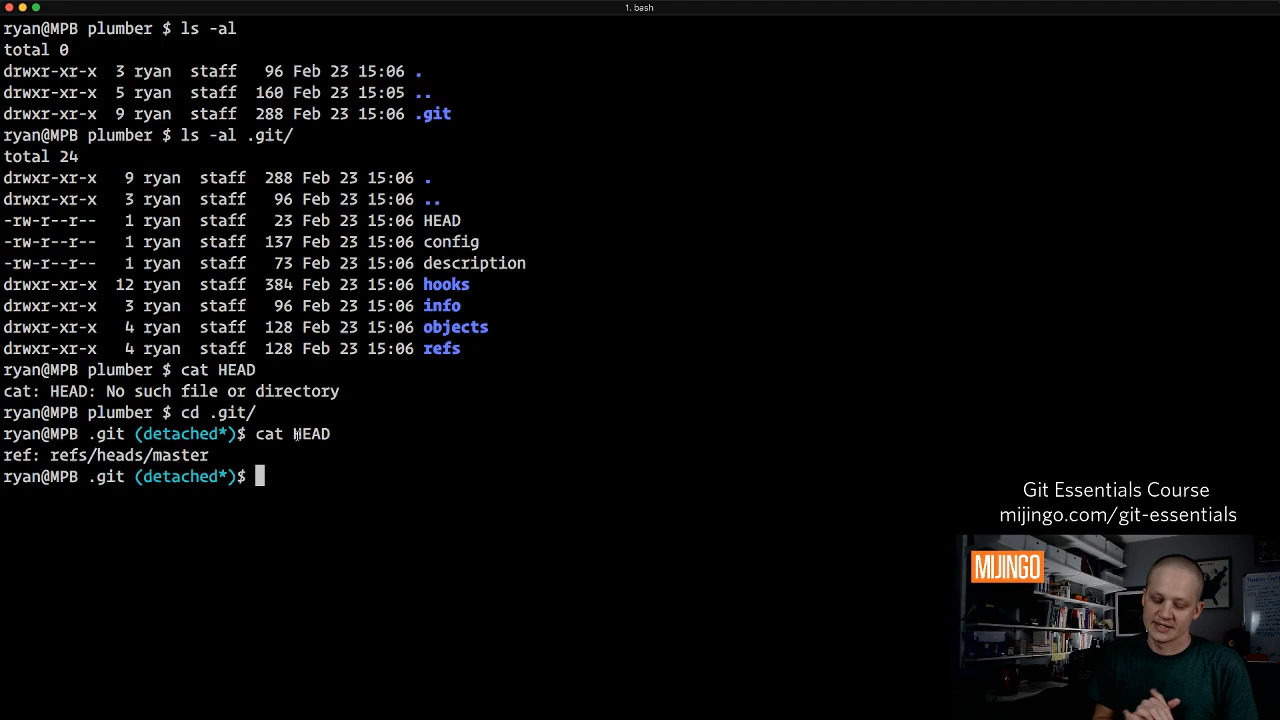 1. bash
ryan@MPB plumber $ ls -al
total 0
drwxr-xr-x 3 ryan staff 96 Feb 23 15:06 .
drwxr-xr-x 5 ryan staff 160 Feb 23 15:05 ..
drwxr-xr-x 9 ryan staff 288 Feb 23 15:06 .git
ryan@MPB plumber $ ls -al .git/
total 24
drwxr-xr-x 9 ryan staff 288 Feb 23 15:06 .
drwxr-xr-x 3 ryan staff 96 Feb 23 15:06 ..
-rw-r--r-- 1 ryan staff 23 Feb 23 15:06 HEAD
-rw-r--r-- 1 ryan staff 137 Feb 23 15:06 config
-rw-r--r-- 1 ryan staff 73 Feb 23 15:06 description
drwxr-xr-x 12 ryan staff 384 Feb 23 15:06 hooks
drwxr-xr-x 3 ryan staff 96 Feb 23 15:06 info
drwxr-xr-x 4 ryan staff 128 Feb 23 15:06 objects
drwxr-xr-x 4 ryan staff 128 Feb 23 15:06 refs
ryan@MPB plumber $ cat HEAD
cat: HEAD: No such file or directory
ryan@MPB plumber $ cd .git/
ryan@MPB .git (detached*)$ cat HEAD
ref: refs/heads/master
ryan@MPB .git (detached*)$
Git Essentials Course
mijingo.com/git-essentials
MIJINGO